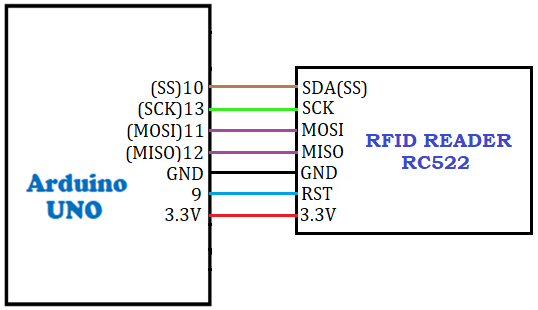 (SS)10
(SCK)13
(MOSI)11
(MISO)12
GND
9
3.3V
Arduino
UNO
SDA(SS)
SCK
MOSI
MISO
GND
RST
3.3V
RFID READER
RC522